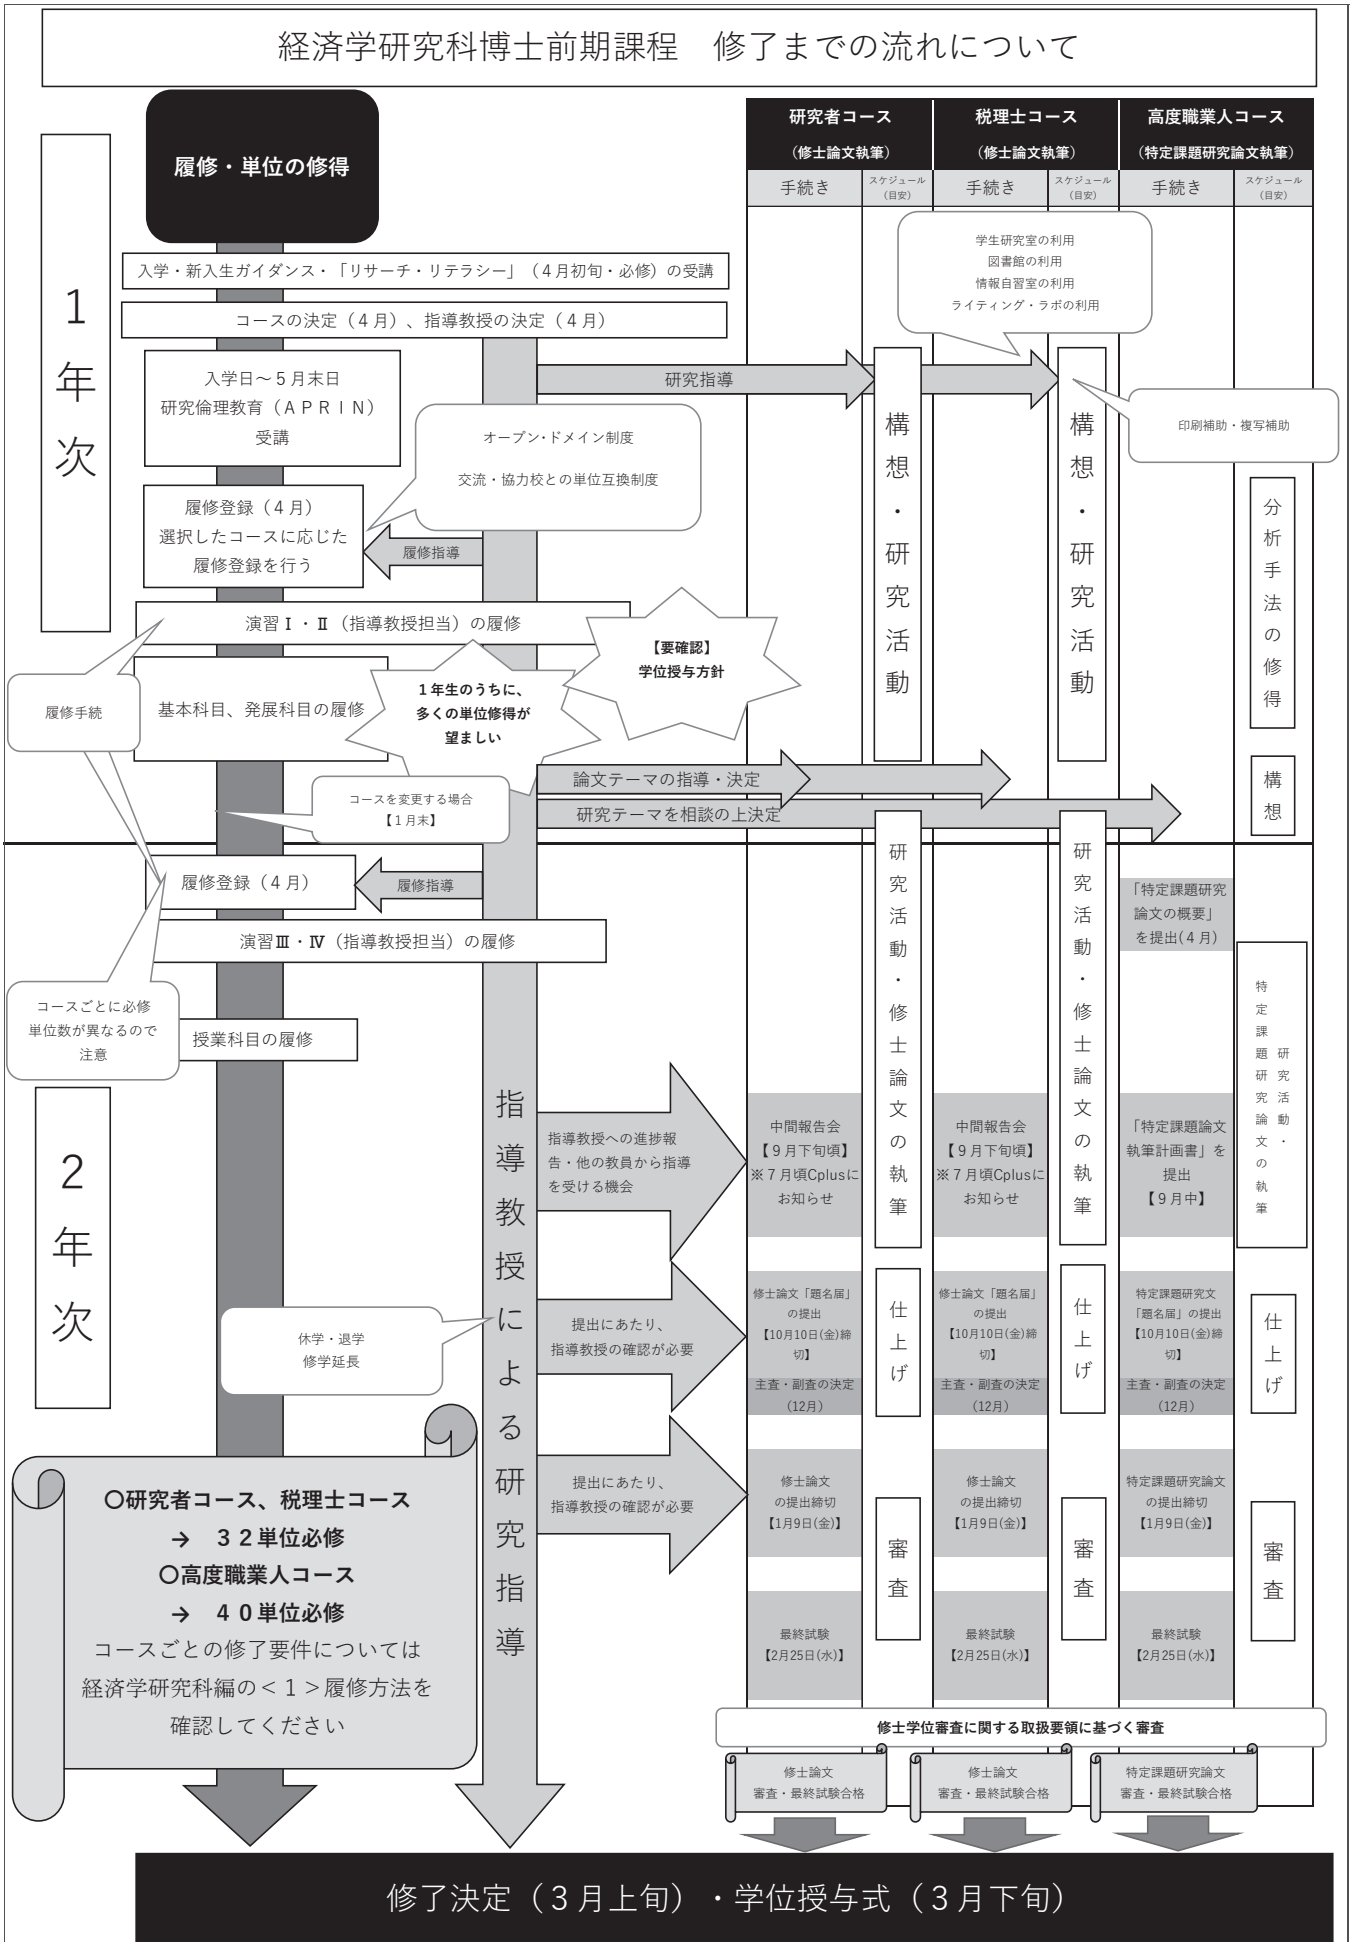 経済学研究科博士前期課程　修了までの流れについて
履修・単位の修得
研究者コース
（修士論文執筆）
税理士コース
（修士論文執筆）
高度職業人コース
（特定課題研究論文執筆）
手続き
スケジュール
（目安）
手続き
スケジュール
（目安）
手続き
スケジュール
（目安）
1年次
入学・新入生ガイダンス・「リサーチ・リテラシー」（４月初旬・必修）の受講
コースの決定（４月）、指導教授の決定（４月）
学生研究室の利用
図書館の利用
情報自習室の利用
ライティング・ラボの利用
入学日～５月末日
研究倫理教育（ＡＰＲＩＮ）
受講
研究指導
構想・研究活動
構想・研究活動
印刷補助・複写補助
オープン・ドメイン制度
交流・協力校との単位互換制度
分析手法の修得
履修登録（４月）
選択したコースに応じた
履修登録を行う
履修指導
演習Ⅰ・Ⅱ（指導教授担当）の履修
【要確認】
学位授与方針
履修手続
基本科目、発展科目の履修
１年生のうちに、
多くの単位修得が
望ましい
論文テーマの指導・決定
構想
コースを変更する場合
【１月末】
研究テーマを相談の上決定
履修登録（４月）
履修指導
研究活動・修士論文の執筆
研究活動・修士論文の執筆
「特定課題研究
論文の概要」
を提出(４月)
演習Ⅲ・Ⅳ（指導教授担当）の履修
研究活動・
特定課題研究論文の執筆
コースごとに必修
単位数が異なるので
注意
授業科目の履修
2年次
指導教授による研究指導
指導教授への進捗報
告・他の教員から指導
を受ける機会
中間報告会
【９月下旬頃】
※７月頃Cplusに
お知らせ
中間報告会
【９月下旬頃】
※７月頃Cplusに
お知らせ
「特定課題論文
執筆計画書」を
提出
【９月中】
休学・退学
修学延長
提出にあたり、
指導教授の確認が必要
修士論文「題名届」
の提出
【10月10日(金)締
切】
主査・副査の決定
（12月）
仕上げ
修士論文「題名届」
の提出
【10月10日(金)締
切】
主査・副査の決定
（12月）
仕上げ
特定課題研究文
「題名届」の提出
【10月10日(金)締
切】
主査・副査の決定
（12月）
仕上げ
提出にあたり、
指導教授の確認が必要
修士論文
の提出締切
【1月9日(金)】
審査
修士論文
の提出締切
【1月9日(金)】
審査
特定課題研究論文
の提出締切
【1月9日(金)】
審査
最終試験
【2月25日(水)】
最終試験
【2月25日(水)】
最終試験
【2月25日(水)】
〇研究者コース、税理士コース
→　３２単位必修
〇高度職業人コース
→　４０単位必修
コースごとの修了要件については
経済学研究科編の＜１＞履修方法を
確認してください
修士学位審査に関する取扱要領に基づく審査
修士論文
審査・最終試験合格
修士論文
審査・最終試験合格
特定課題研究論文
審査・最終試験合格
修了決定（３月上旬）・学位授与式（３月下旬）